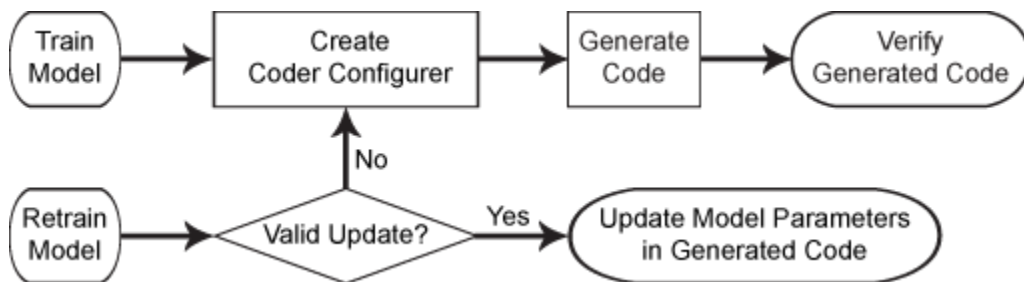 Train
Model
Create
Coder Configurer
Generate
Code
Verify
Generated Code
No
Retrain
Model
Valid Update?
Yes
Update Model Parameters
in Generated Code